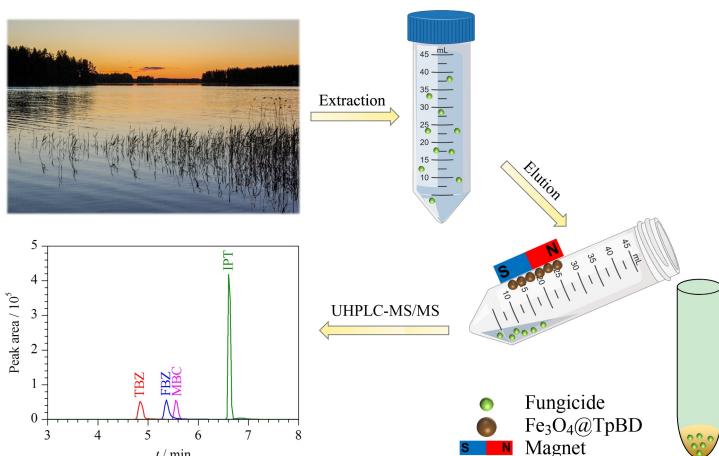 mL
45
40
35
30
25
20
15
10
Extraction
Elution
S N
45 mL
40
35
30
25
20
15
10
UHPLC-MS/MS
Peak area / 10⁵
5
4
3
2
1
0
TBZ
FBZ
MBC
IPT
3 4 5 6 7 8
t / min
Fungicide
Fe₃O₄@TpBD
S N Magnet